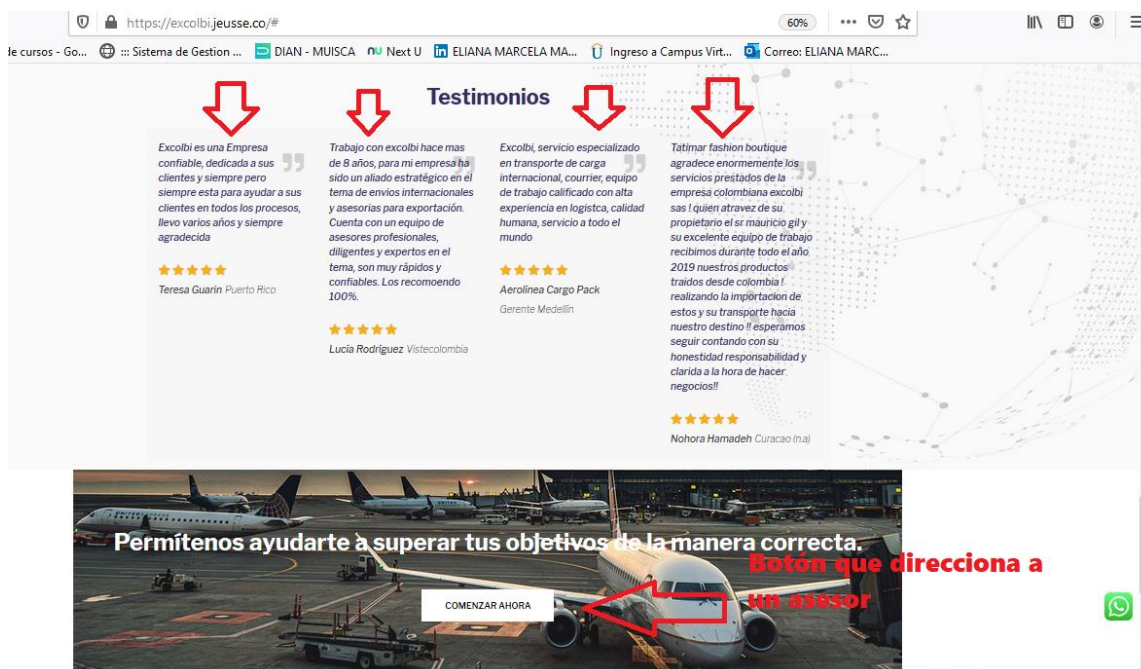 https://excolbi.jeusse.co/#
60%
de cursos - Go...
::: Sistema de Gestion ...
DIAN - MUISCA
NU Next U
in ELIANA MARCELA MA...
Ingreso a Campus Virt...
Correo: ELIANA MARC...
Testimonios
Excolbi es una Empresa
confiable, dedicada a sus
clientes y siempre pero
siempre esta para ayudar a sus
clientes en todos los procesos,
llevo varios años y siempre
agradecida
Teresa Guarin Puerto Rico
Trabajo con excolbi hace mas
de 8 años, para mi empresa ha
sido un aliado estratégico en el
tema de envios internacionales
y asesorias para exportación.
Cuenta con un equipo de
asesores profesionales,
diligentes y expertos en el
tema, son muy rápidos y
confiables. Los recomoendo
100%.
Lucía Rodríguez Vistecolombia
Excolbi, servicio especializado
en transporte de carga
internacional, courrier, equipo
de trabajo calificado con alta
experiencia en logistca, calidad
humana, servicio a todo el
mundo
Aerolínea Cargo Pack
Gerente Medellín
Tatimar fashion boutique
agradece enormemente los
servicios prestados de la
empresa colombiana excolbi
sas ! quien atravez de su
propietario el sr mauricio gil y
su excelente equipo de trabajo
recibimos durante todo el año
2019 nuestros productos
traidos desde colombia !
realizando la importacion de
estos y su transporte hacia
nuestro destino !! esperamos
seguir contando con su
honestidad responsabilidad y
clarida a la hora de hacer
negocios!!
Nohora Hamadeh Curacao (n.a)
Permítenos ayudarte a superar tus objetivos de la manera correcta.
COMENZAR AHORA
Botón que direcciona a
un asesor